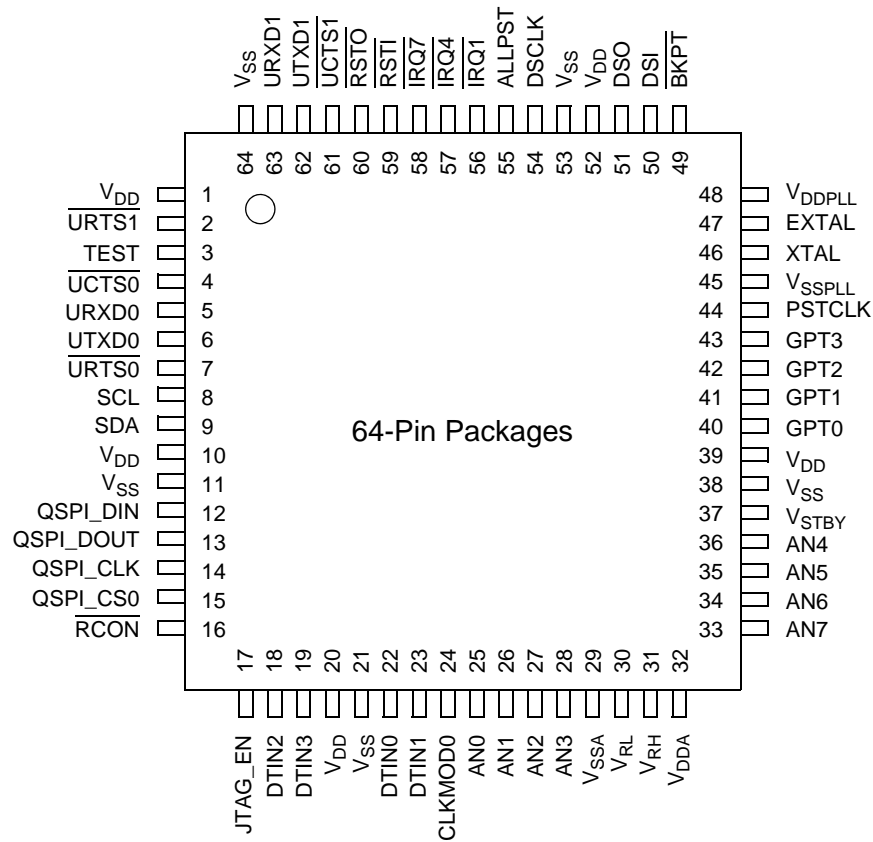 VSS URXD1 UTXD1 UCTS1 RSTO RSTI IRQ7 IRQ4 IRQ1 ALLPST DSCLK VSS VDD DSO DSI BKPT
64 63 62 61 60 59 58 57 56 55 54 53 52 51 50 49
VDD 1 48 VDDPLL
URTS1 2 47 EXTAL
TEST 3 46 XTAL
UCTS0 4 45 VSSPLL
URXD0 5 44 PSTCLK
UTXD0 6 43 GPT3
URTS0 7 42 GPT2
SCL 8 41 GPT1
SDA 9 40 GPT0
64-Pin Packages
VDD 10 39 VDD
VSS 11 38 VSS
QSPI_DIN 12 37 VSTBY
QSPI_DOUT 13 36 AN4
QSPI_CLK 14 35 AN5
QSPI_CS0 15 34 AN6
RCON 16 33 AN7
17 18 19 20 21 22 23 24 25 26 27 28 29 30 31 32
JTAG_EN DTIN2 DTIN3 VDD VSS DTIN0 DTIN1 CLKMOD0 AN0 AN1 AN2 AN3 VSSA VRL VRH VDDA